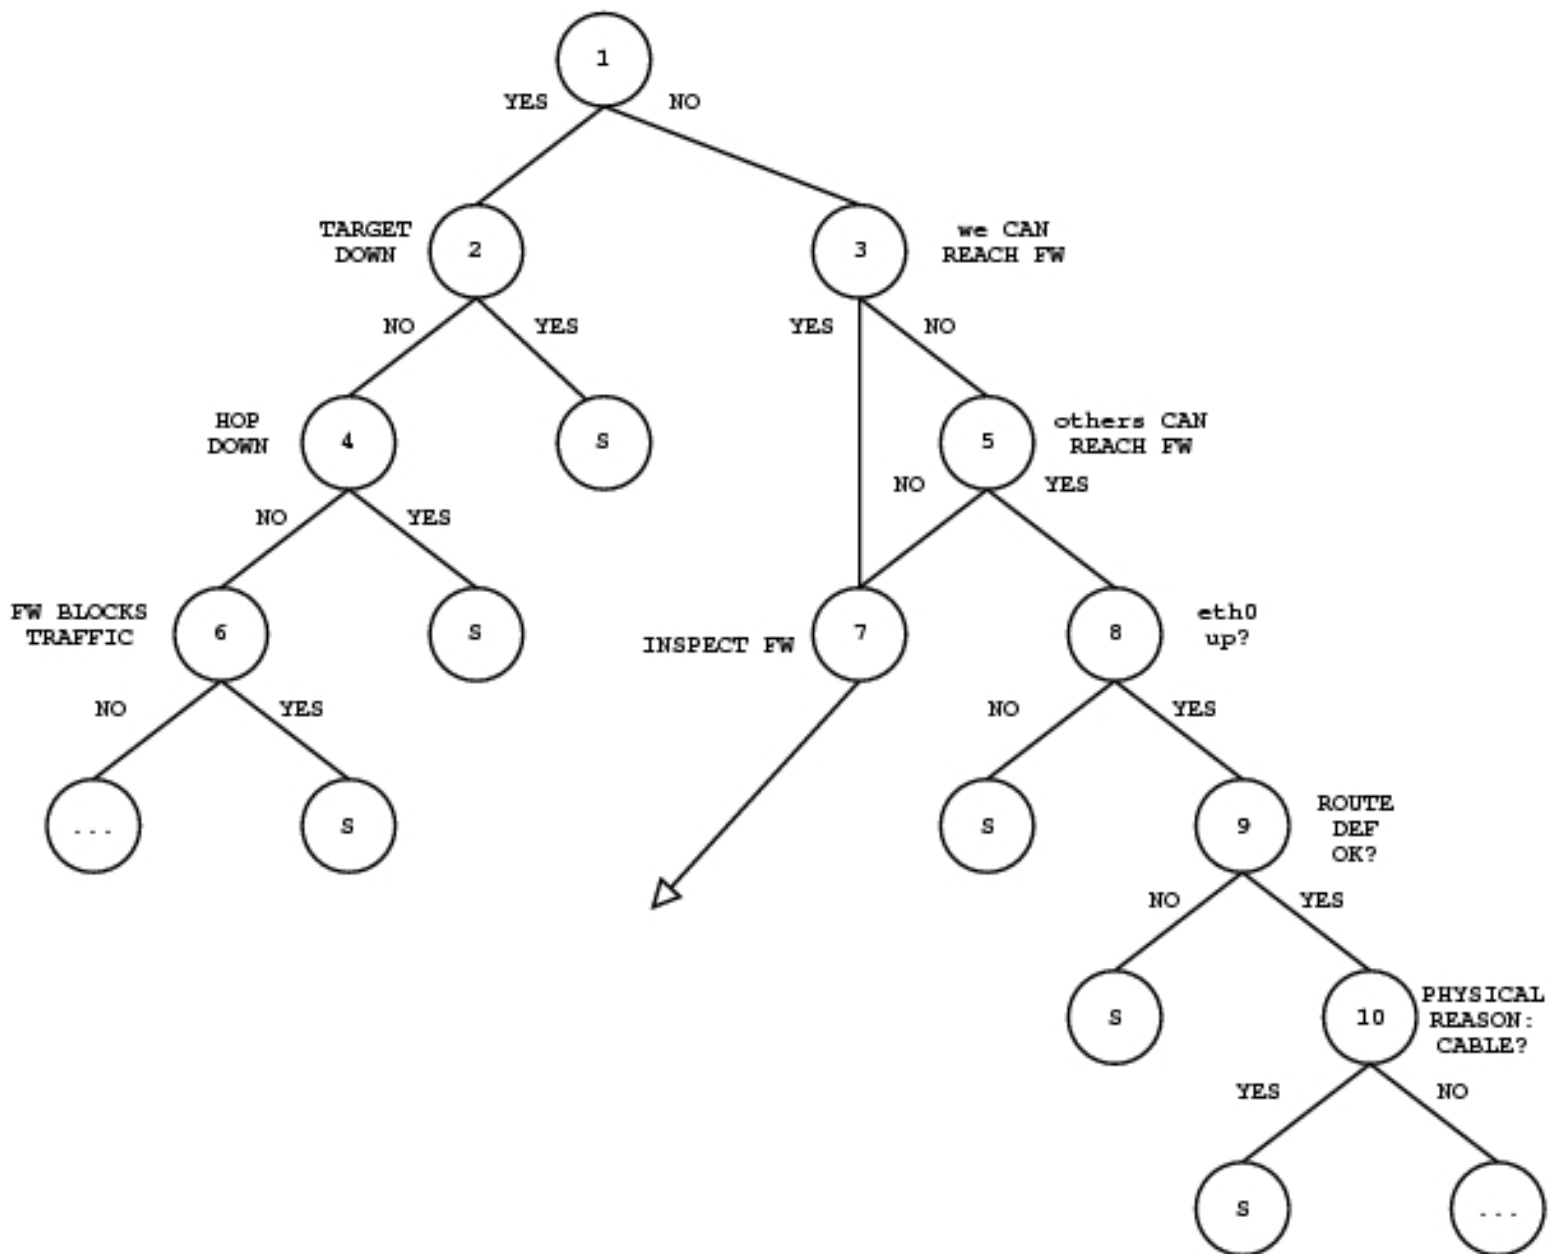 1
YES
NO
TARGET
DOWN
2
3
we CAN
REACH FW
NO
YES
YES
NO
HOP
DOWN
4
S
5
others CAN
REACH FW
NO
YES
NO
YES
FW BLOCKS
TRAFFIC
6
S
INSPECT FW
7
8
eth0
up?
NO
YES
NO
YES
...
S
S
9
ROUTE
DEF
OK?
NO
YES
S
10
PHYSICAL
REASON:
CABLE?
YES
NO
S
...